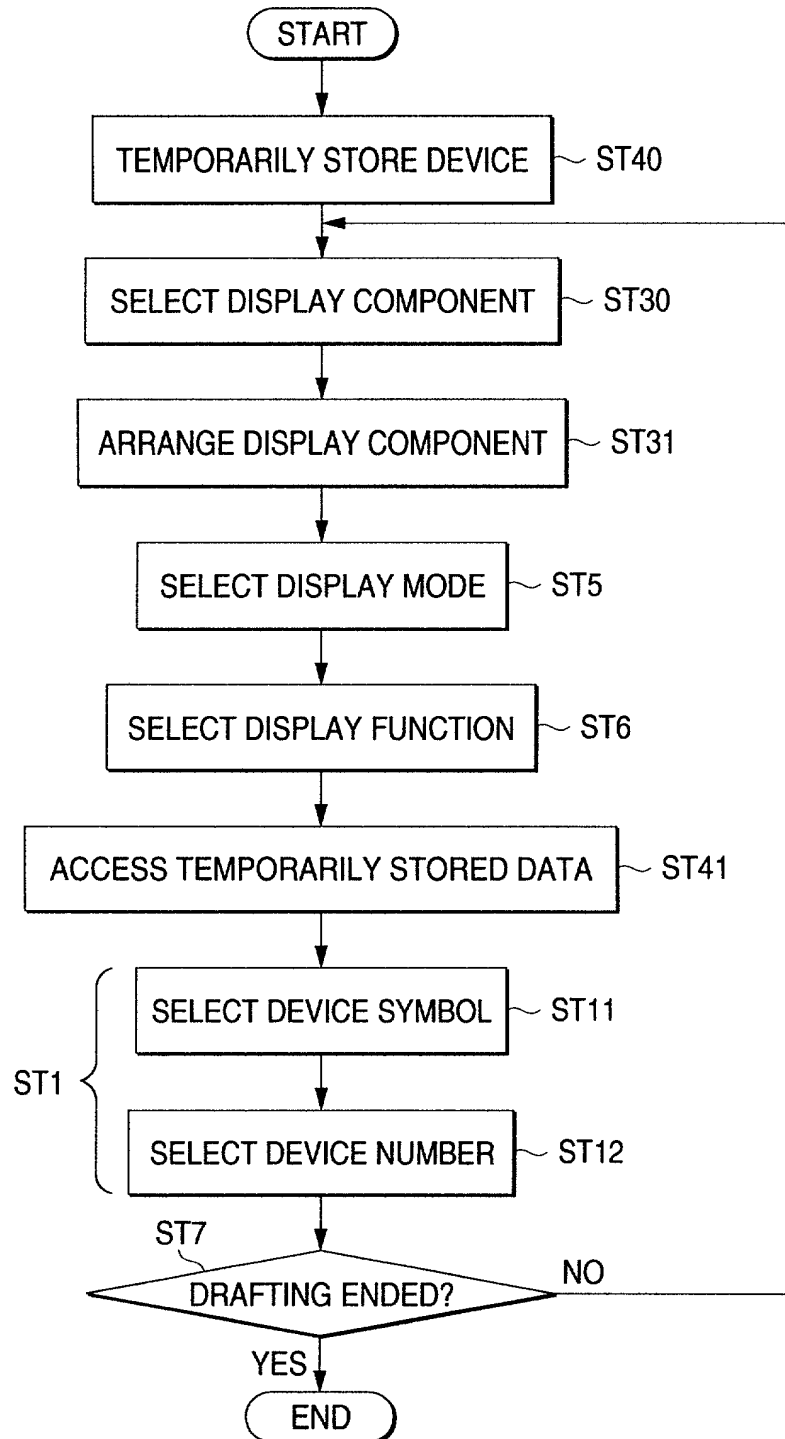 START
TEMPORARILY STORE DEVICE ST40
SELECT DISPLAY COMPONENT ST30
ARRANGE DISPLAY COMPONENT ST31
SELECT DISPLAY MODE ST5
SELECT DISPLAY FUNCTION ST6
ACCESS TEMPORARILY STORED DATA ST41
SELECT DEVICE SYMBOL ST11
ST1
SELECT DEVICE NUMBER ST12
ST7
DRAFTING ENDED? NO
YES
END